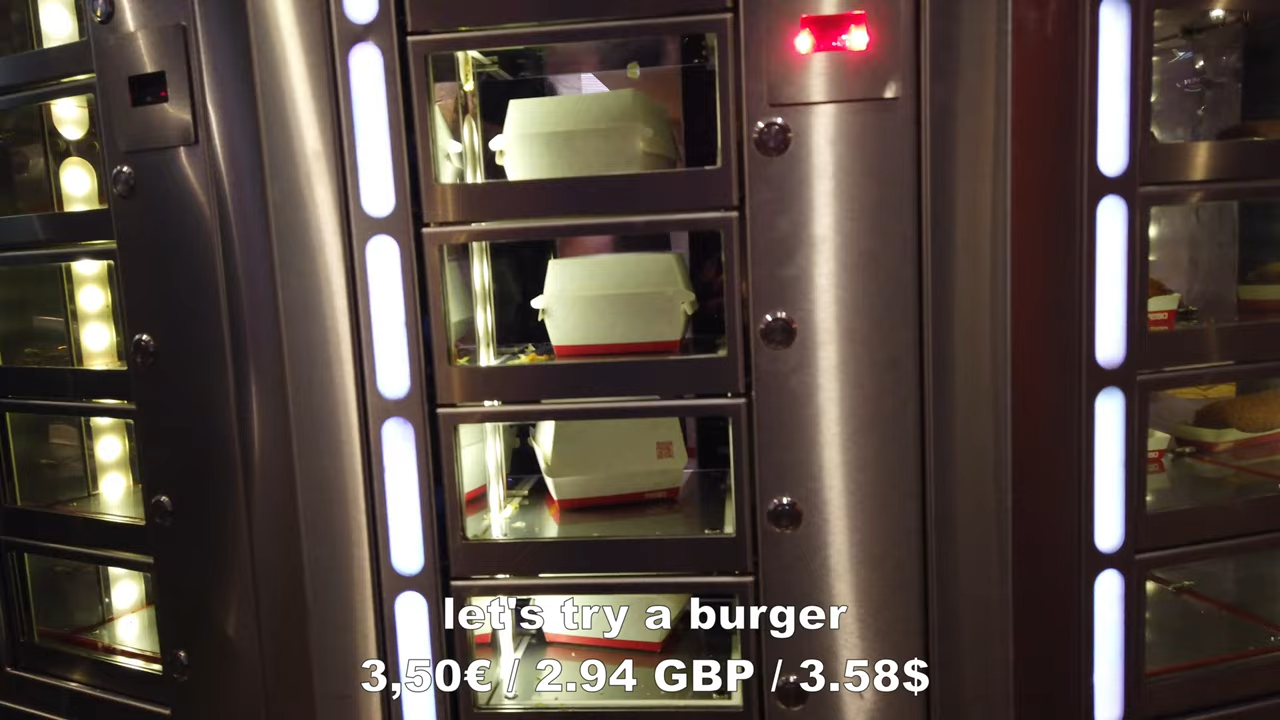 let's try a burger
3,50€ / 2.94 GBP / 3.58$